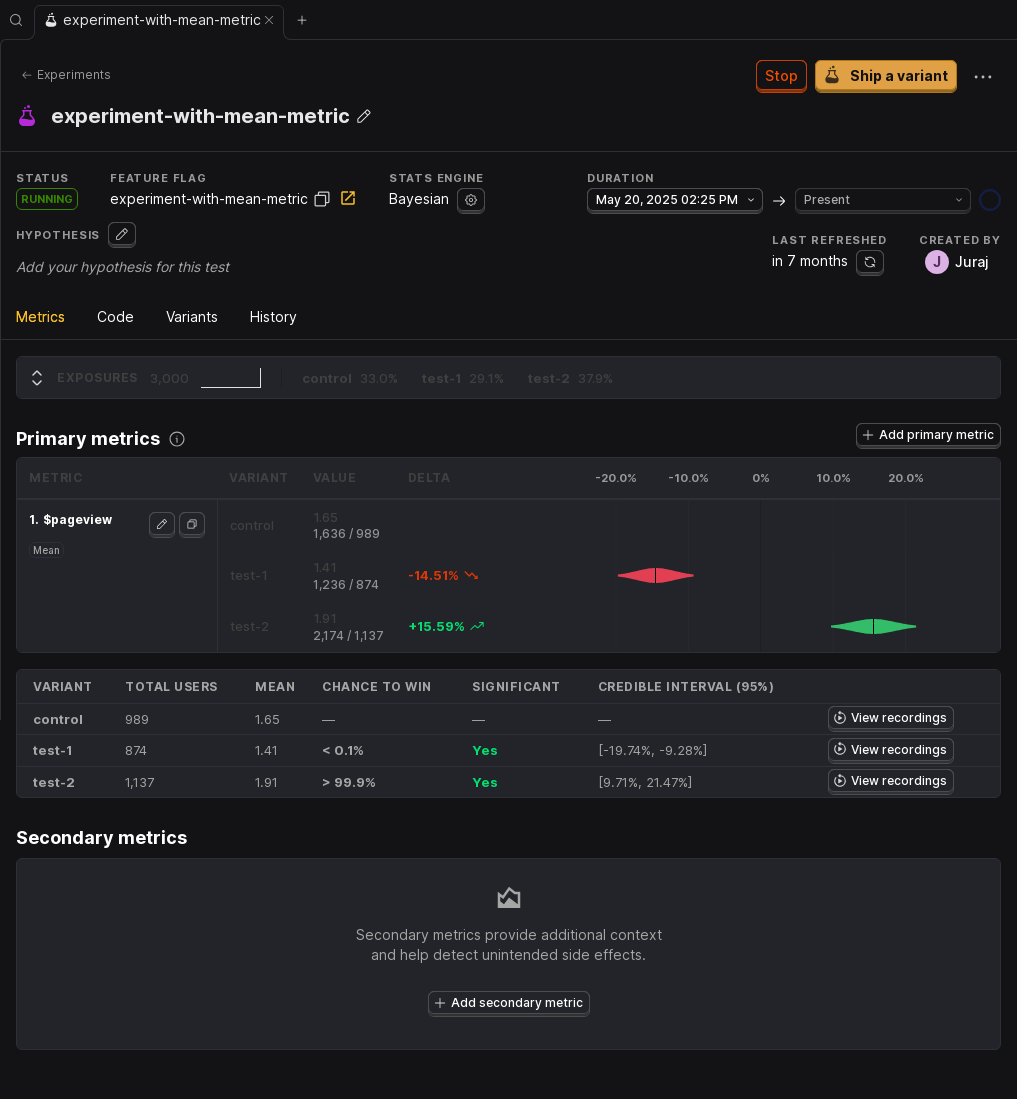 experiment-with-mean-metric
Experiments
Stop
Ship a variant
experiment-with-mean-metric
STATUS
FEATURE FLAG
STATS ENGINE
DURATION
RUNNING
experiment-with-mean-metric
Bayesian
May 20, 2025 02:25 PM
Present
HYPOTHESIS
LAST REFRESHED
CREATED BY
Add your hypothesis for this test
in 7 months
J
Juraj
Metrics
Code
Variants
History
EXPOSURES 3,000 control 33.0% test-1 29.1% test-2 37.9%
Primary metrics
Add primary metric
METRIC VARIANT VALUE DELTA -20.0% -10.0% 0% 10.0% 20.0%
1. $pageview
Mean
control 1.65
1,636 / 989
test-1 1.41
1,236 / 874
-14.51%
test-2 1.91
2,174 / 1,137
+15.59%
VARIANT TOTAL USERS MEAN CHANCE TO WIN SIGNIFICANT CREDIBLE INTERVAL (95%)
control 989 1.65 — — — View recordings
test-1 874 1.41 < 0.1% Yes [-19.74%, -9.28%] View recordings
test-2 1,137 1.91 > 99.9% Yes [9.71%, 21.47%] View recordings
Secondary metrics
Secondary metrics provide additional context
and help detect unintended side effects.
Add secondary metric